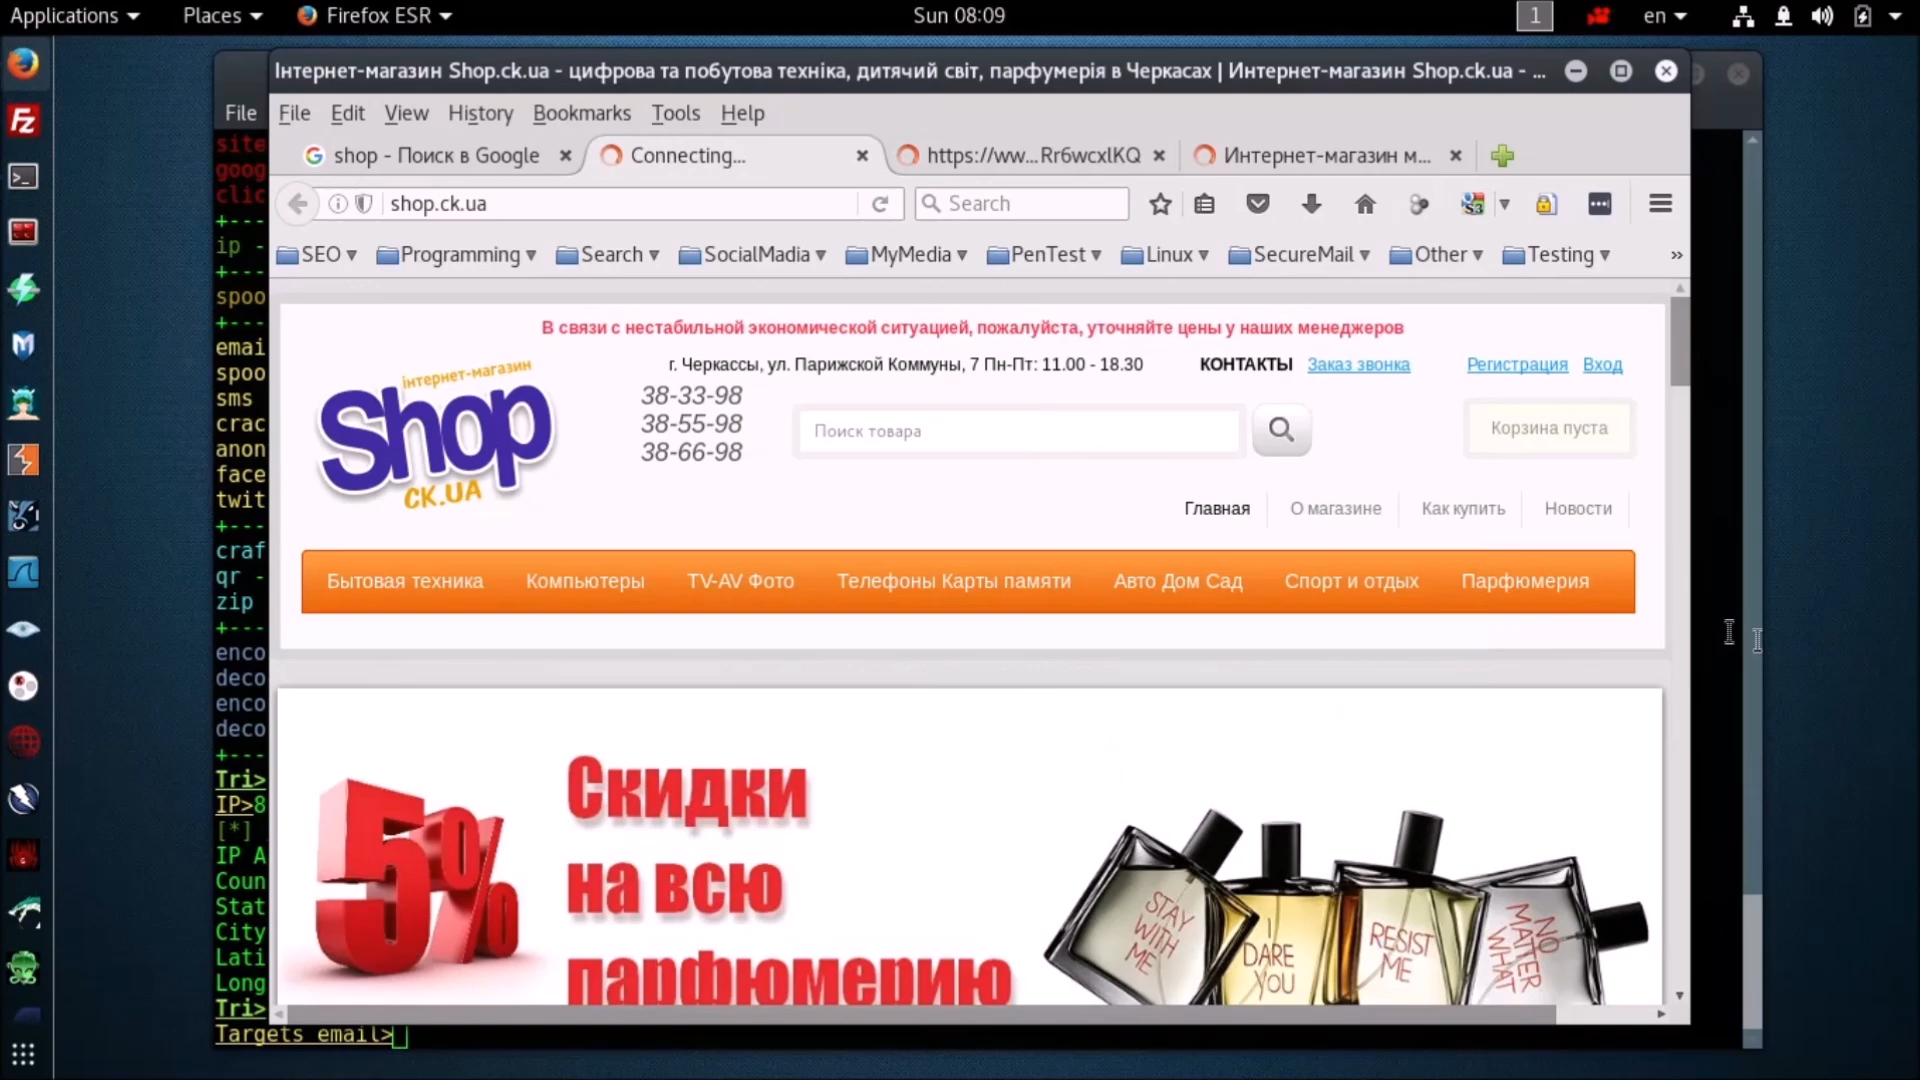 Applications Places Firefox ESR Sun 08:09 1 en
Інтернет-магазин Shop.ck.ua - цифрова та побутова техніка, дитячий світ, парфумерія в Черкасах | Интернет-магазин Shop.ck.ua - ...
File
File Edit View History Bookmarks Tools Help
shop - Поиск в Google Connecting... https://ww...Rr6wcxlKQ Интернет-магазин м...
shop.ck.ua Search
SEO Programming Search SocialMadia MyMedia PenTest Linux SecureMail Other Testing »
В связи с нестабильной экономической ситуацией, пожалуйста, уточняйте цены у наших менеджеров
г. Черкассы, ул. Парижской Коммуны, 7 Пн-Пт: 11.00 - 18.30 КОНТАКТЫ Заказ звонка Регистрация Вход
інтернет-магазин
Shop
CK.UA
38-33-98
38-55-98
38-66-98
Поиск товара
Корзина пуста
Главная О магазине Как купить Новости
Бытовая техника Компьютеры TV-AV Фото Телефоны Карты памяти Авто Дом Сад Спорт и отдых Парфюмерия
5%
Скидки
на всю
парфюмерию
STAY WITH ME
I DARE YOU
RESIST ME
NO MATER WHAT
site
goog
clic
+---
ip -
+---
spoo
+---
emai
spoo
sms
crac
anon
face
twit
+---
craf
qr -
zip
+---
enco
deco
enco
deco
+---
Tri>
IP>8
[*]
IP A
Coun
Stat
City
Lati
Long
Tri>
Targets email>